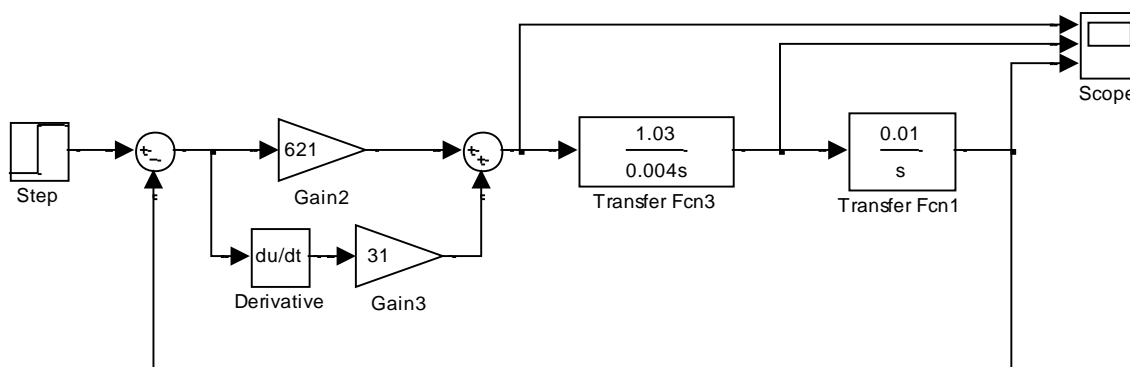 Step
621
Gain2
du/dt
Derivative
31
Gain3
1.03
0.004s
Transfer Fcn3
0.01
s
Transfer Fcn1
Scope